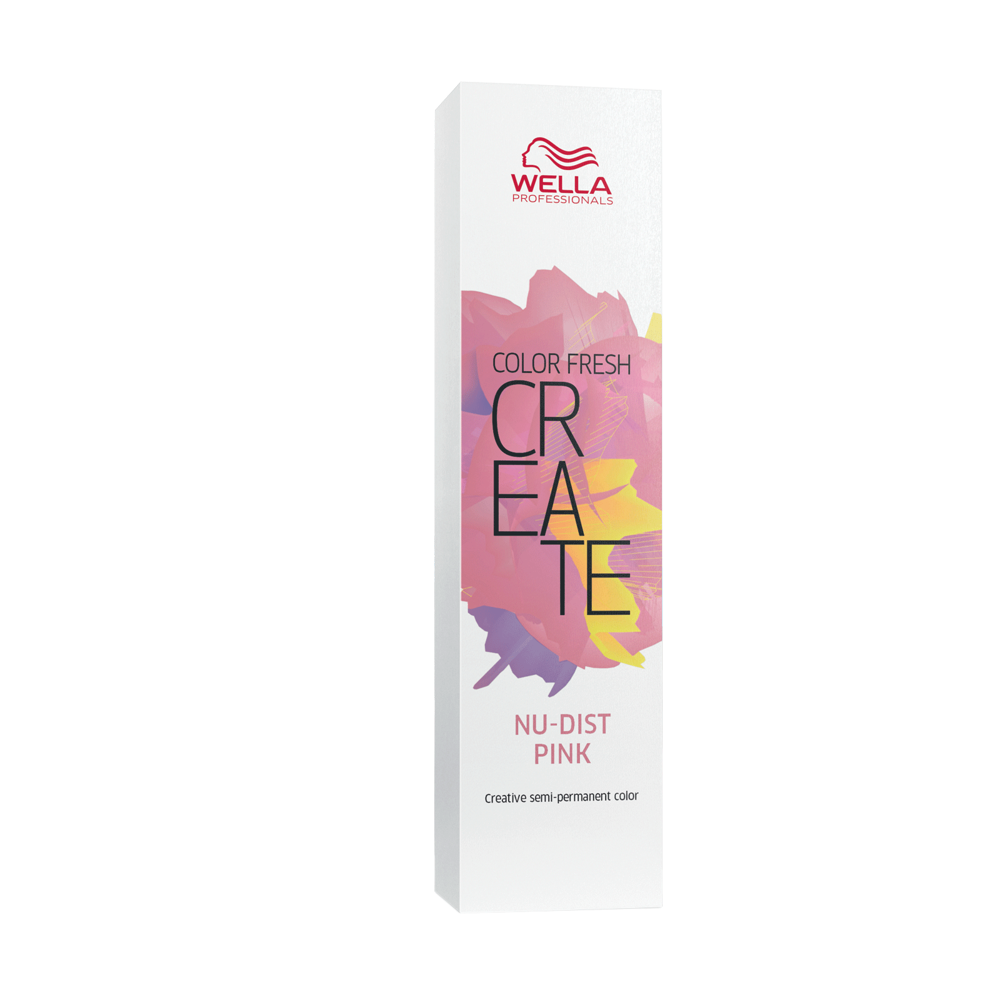 WELLA
PROFESSIONALS
COLOR FRESH
CR
EA
TE
NU-DIST
PINK
Creative semi-permanent color